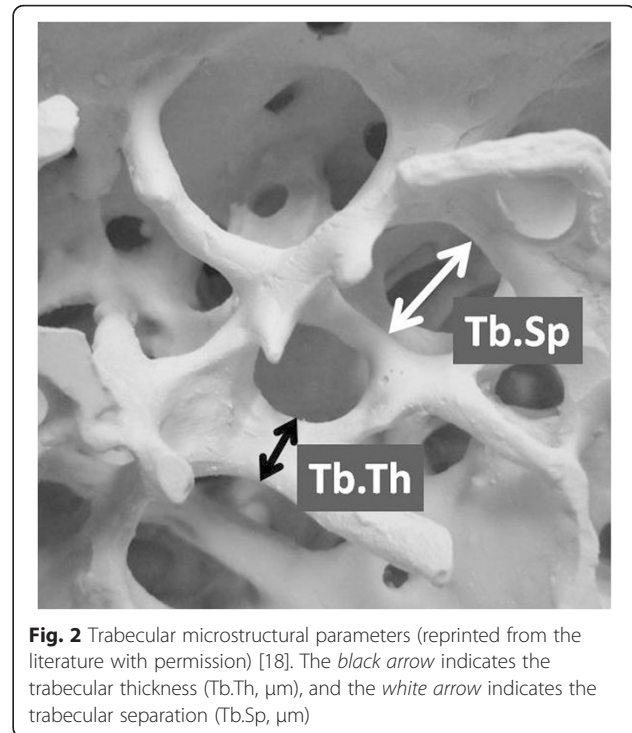 Tb.Sp
Tb.Th
Fig. 2 Trabecular microstructural parameters (reprinted from the
literature with permission) [18]. The black arrow indicates the
trabecular thickness (Tb.Th, μm), and the white arrow indicates the
trabecular separation (Tb.Sp, μm)